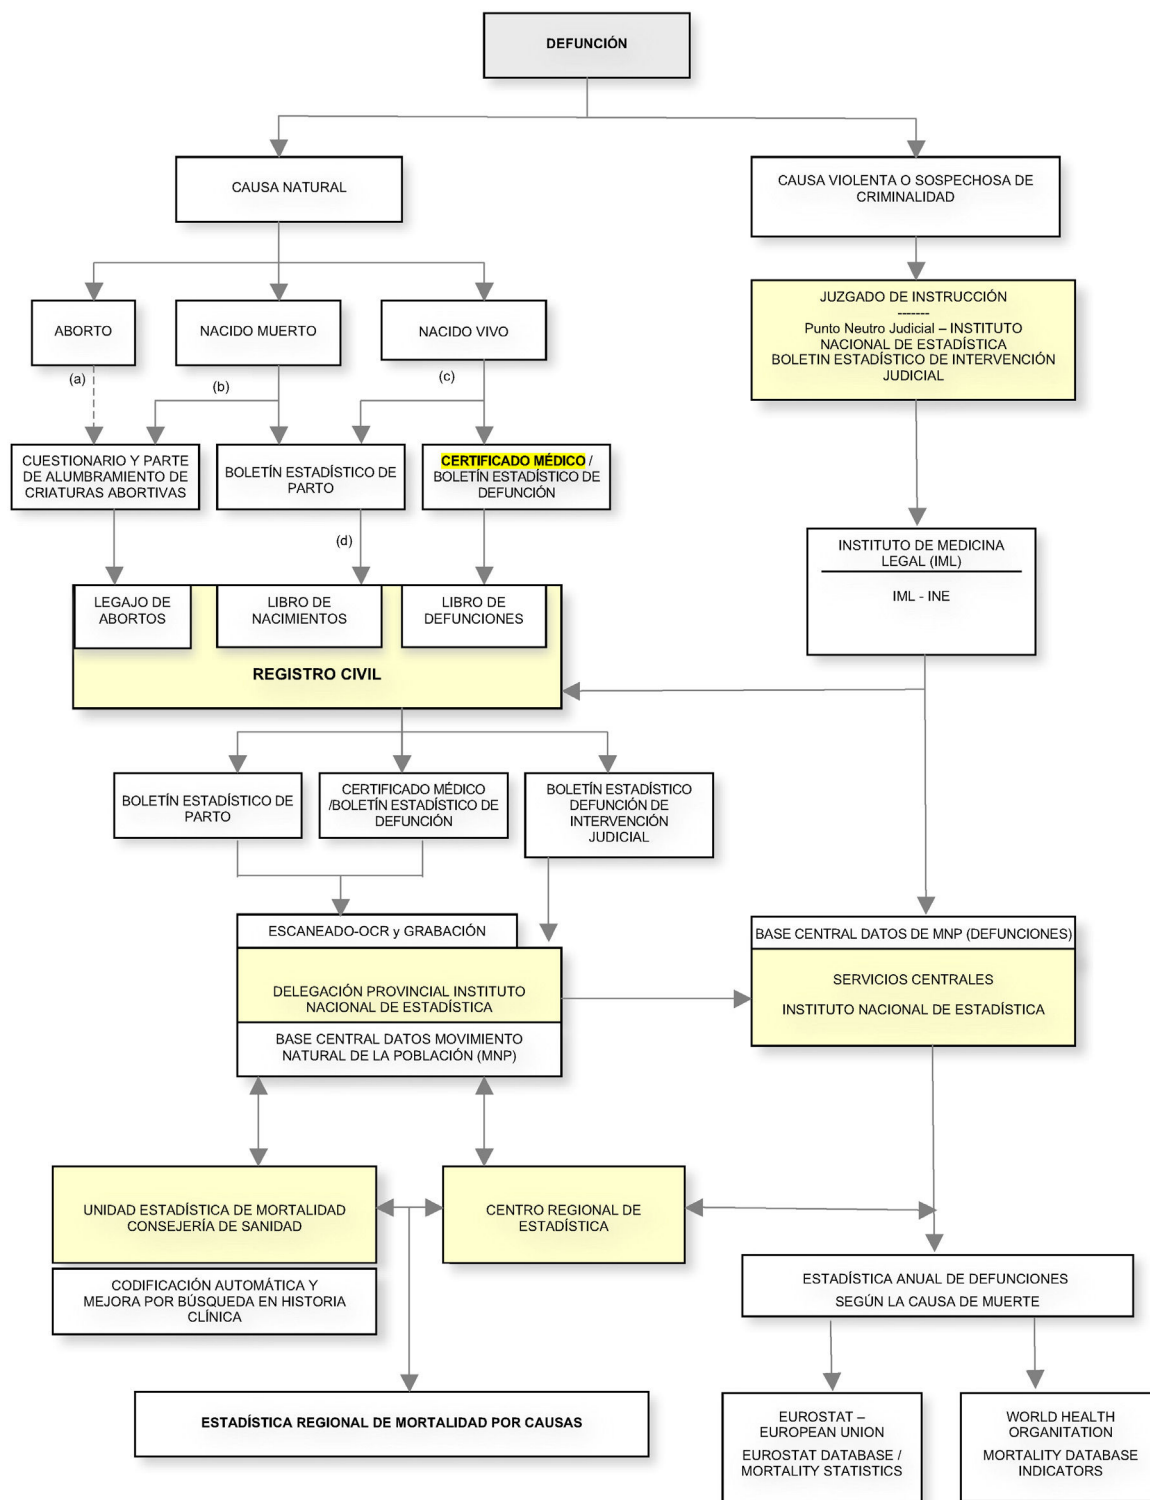 DEFUNCIÓN
CAUSA NATURAL
CAUSA VIOLENTA O SOSPECHOSA DE
CRIMINALIDAD
ABORTO
NACIDO MUERTO
NACIDO VIVO
JUZGADO DE INSTRUCCIÓN
-------
Punto Neutro Judicial – INSTITUTO
NACIONAL DE ESTADÍSTICA
BOLETIN ESTADÍSTICO DE INTERVENCIÓN
JUDICIAL
(a)
(b)
(c)
CUESTIONARIO Y PARTE
DE ALUMBRAMIENTO DE
CRIATURAS ABORTIVAS
BOLETÍN ESTADÍSTICO DE
PARTO
CERTIFICADO MÉDICO /
BOLETÍN ESTADÍSTICO DE
DEFUNCIÓN
(d)
INSTITUTO DE MEDICINA
LEGAL (IML)
IML - INE
LEGAJO DE
ABORTOS
LIBRO DE
NACIMIENTOS
LIBRO DE
DEFUNCIONES
REGISTRO CIVIL
BOLETÍN ESTADÍSTICO DE
PARTO
CERTIFICADO MÉDICO
/BOLETÍN ESTADÍSTICO DE
DEFUNCIÓN
BOLETÍN ESTADÍSTICO
DEFUNCIÓN DE
INTERVENCIÓN
JUDICIAL
ESCANEADO-OCR y GRABACIÓN
DELEGACIÓN PROVINCIAL INSTITUTO
NACIONAL DE ESTADÍSTICA
BASE CENTRAL DATOS MOVIMIENTO
NATURAL DE LA POBLACIÓN (MNP)
BASE CENTRAL DATOS DE MNP (DEFUNCIONES)
SERVICIOS CENTRALES
INSTITUTO NACIONAL DE ESTADÍSTICA
UNIDAD ESTADÍSTICA DE MORTALIDAD
CONSEJERÍA DE SANIDAD
CODIFICACIÓN AUTOMÁTICA Y
MEJORA POR BÚSQUEDA EN HISTORIA
CLÍNICA
CENTRO REGIONAL DE
ESTADÍSTICA
ESTADÍSTICA ANUAL DE DEFUNCIONES
SEGÚN LA CAUSA DE MUERTE
ESTADÍSTICA REGIONAL DE MORTALIDAD POR CAUSAS
EUROSTAT –
EUROPEAN UNION
EUROSTAT DATABASE /
MORTALITY STATISTICS
WORLD HEALTH
ORGANITATION
MORTALITY DATABASE
INDICATORS